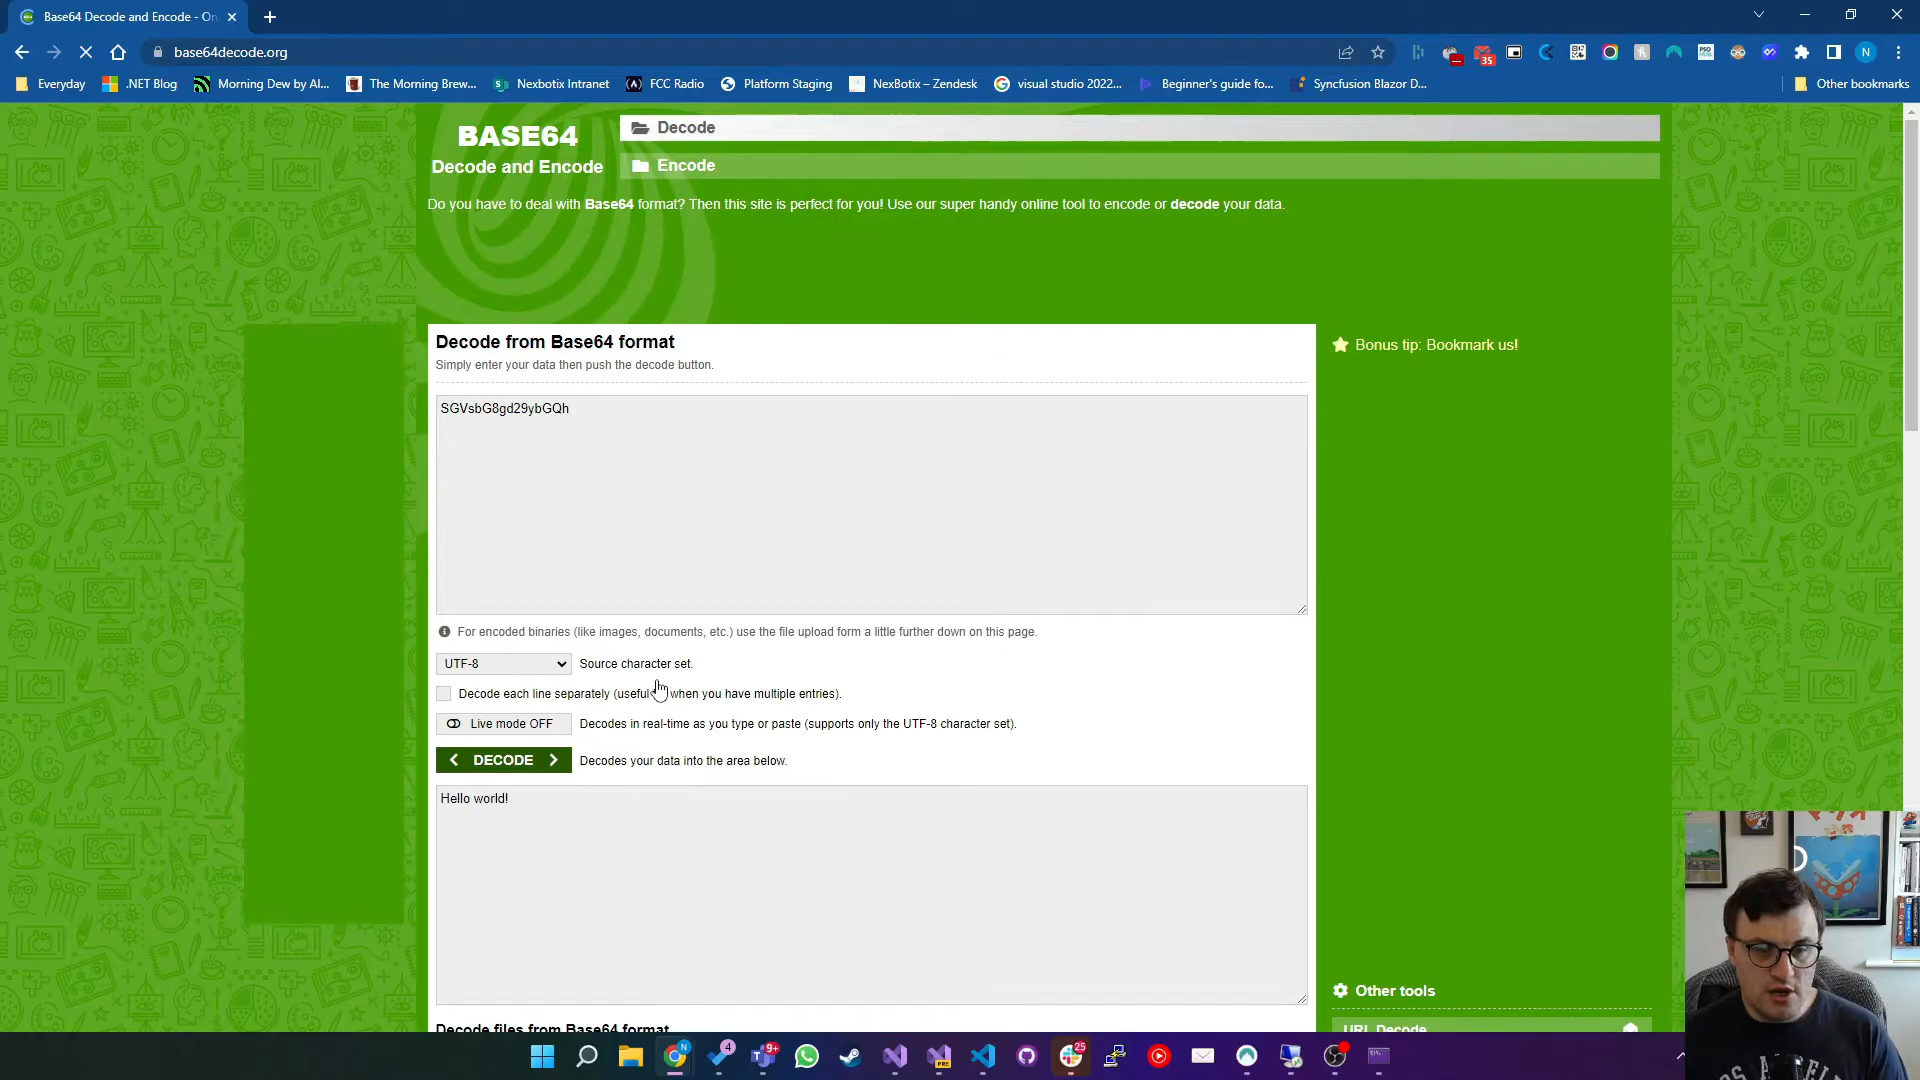 Base64 Decode and Encode - On
base64decode.org
35
N
Everyday
.NET Blog
Morning Dew by Al...
The Morning Brew...
Nexbotix Intranet
FCC Radio
Platform Staging
NexBotix – Zendesk
visual studio 2022...
Beginner's guide fo...
Syncfusion Blazor D...
Other bookmarks
BASE64
Decode and Encode
Decode
Encode
Do you have to deal with Base64 format? Then this site is perfect for you! Use our super handy online tool to encode or decode your data.
Decode from Base64 format
Simply enter your data then push the decode button.
Bonus tip: Bookmark us!
SGVsbG8gd29ybGQh
For encoded binaries (like images, documents, etc.) use the file upload form a little further down on this page.
UTF-8
Source character set.
Decode each line separately (useful when you have multiple entries).
Live mode OFF
Decodes in real-time as you type or paste (supports only the UTF-8 character set).
< DECODE >
Decodes your data into the area below.
Hello world!
Other tools
Decode files from Base64 format
URL Decode
N
4
9+
PRE
25